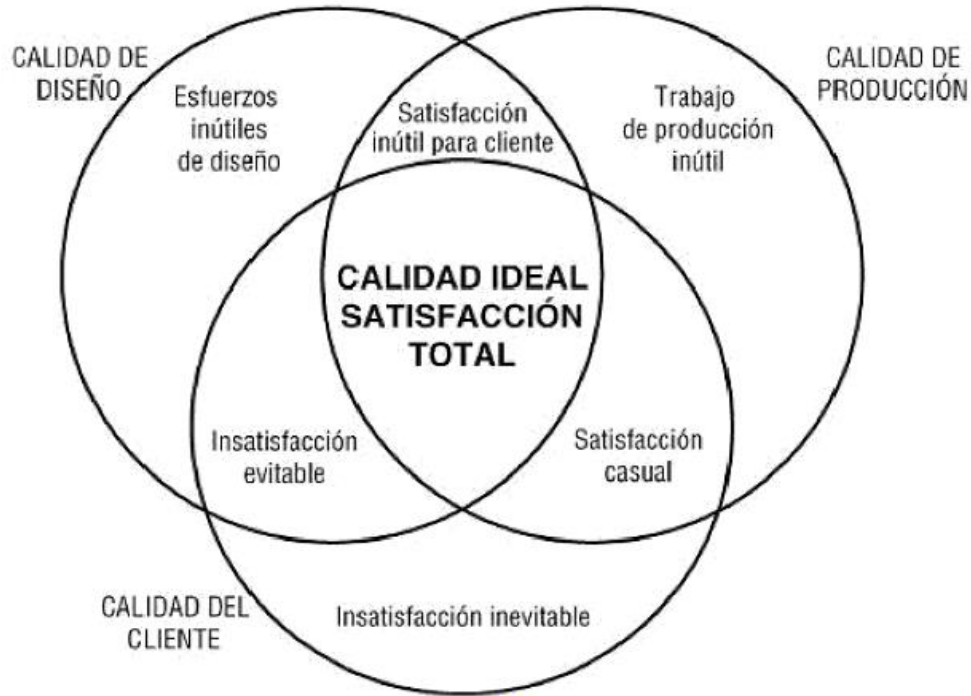 CALIDAD DE
DISEÑO
Esfuerzos
inútiles
de diseño
Satisfacción
inútil para cliente
Trabajo
de producción
inútil
CALIDAD DE
PRODUCCIÓN
CALIDAD IDEAL
SATISFACCIÓN
TOTAL
Insatisfacción
evitable
Satisfacción
casual
CALIDAD DEL
CLIENTE
Insatisfacción inevitable